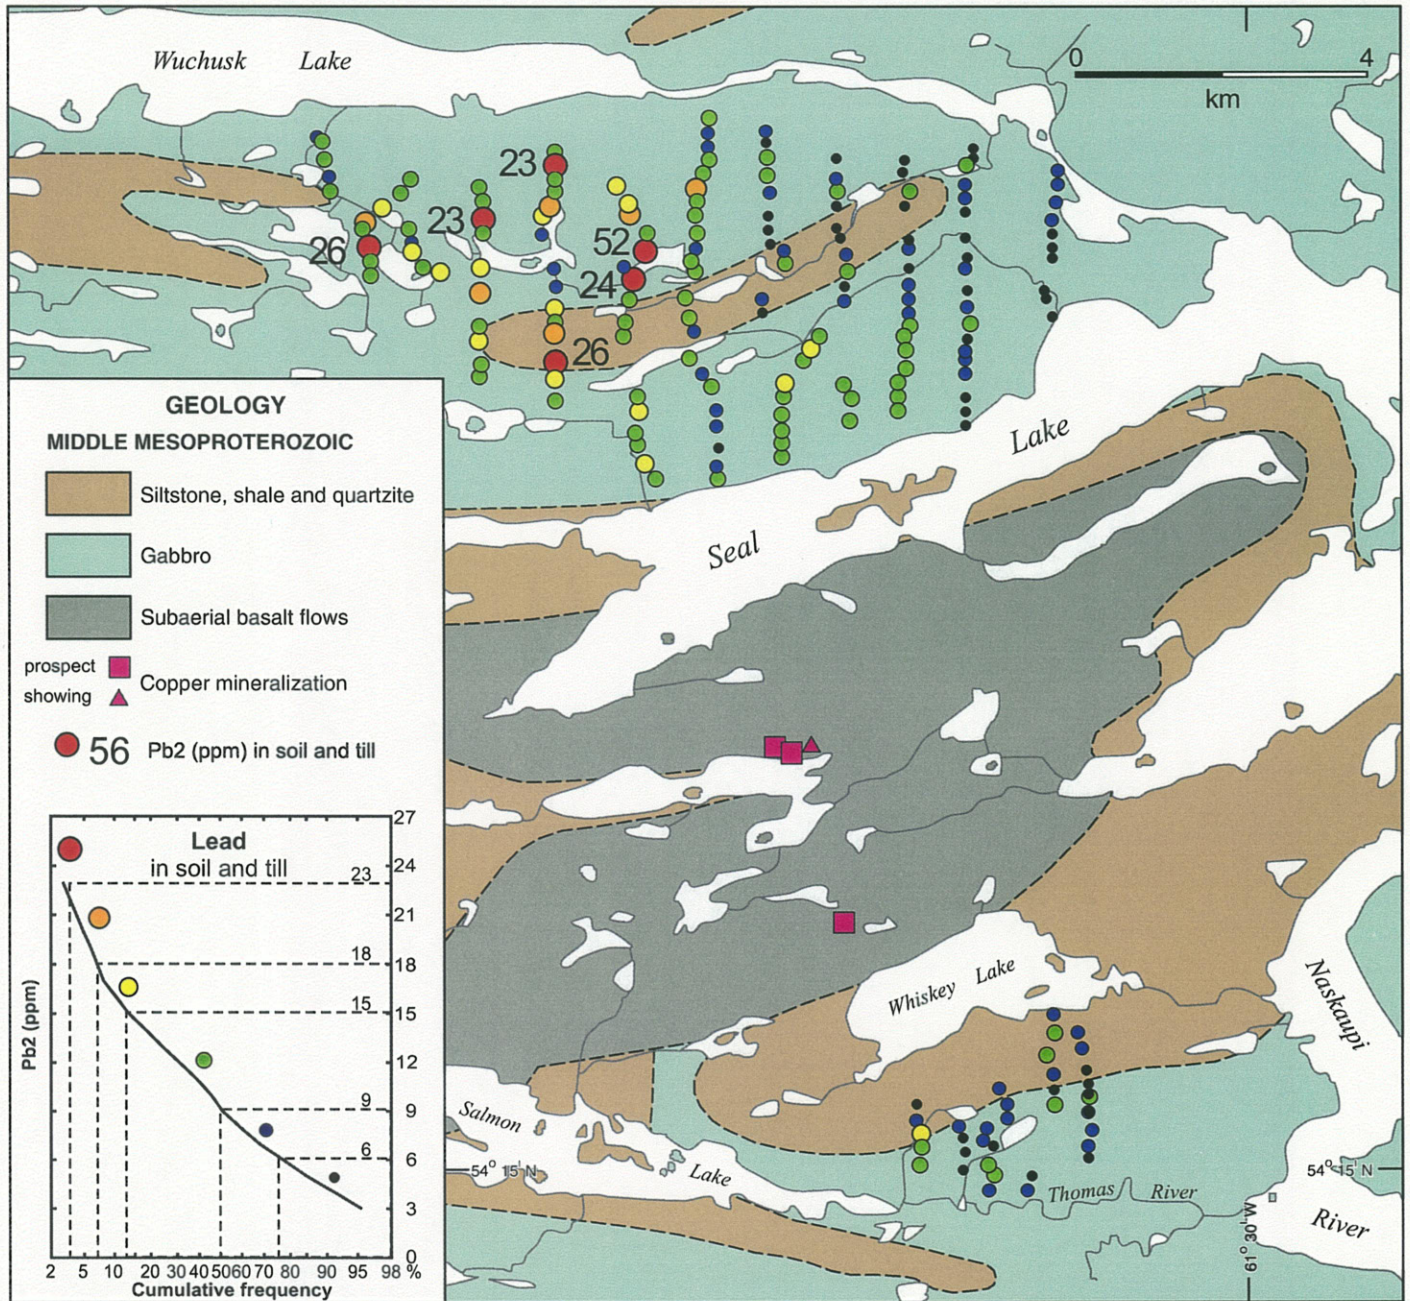 Wuchusk Lake
0 4
km
23
23
26
52
24
26
Lake
Seal
GEOLOGY
MIDDLE MESOPROTEROZOIC
Siltstone, shale and quartzite
Gabbro
Subaerial basalt flows
prospect
showing
Copper mineralization
56 Pb2 (ppm) in soil and till
Lead
in soil and till
27
24
23
21
18
18
15
15
12
9
9
6
6
3
0
Pb2 (ppm)
2 5 10 20 30 40 50 60 70 80 90 95 98 %
Cumulative frequency
Whiskey Lake
Naskaupi
Salmon
Lake
54° 15' N
54° 15' N
Thomas River
River
61° 30' W